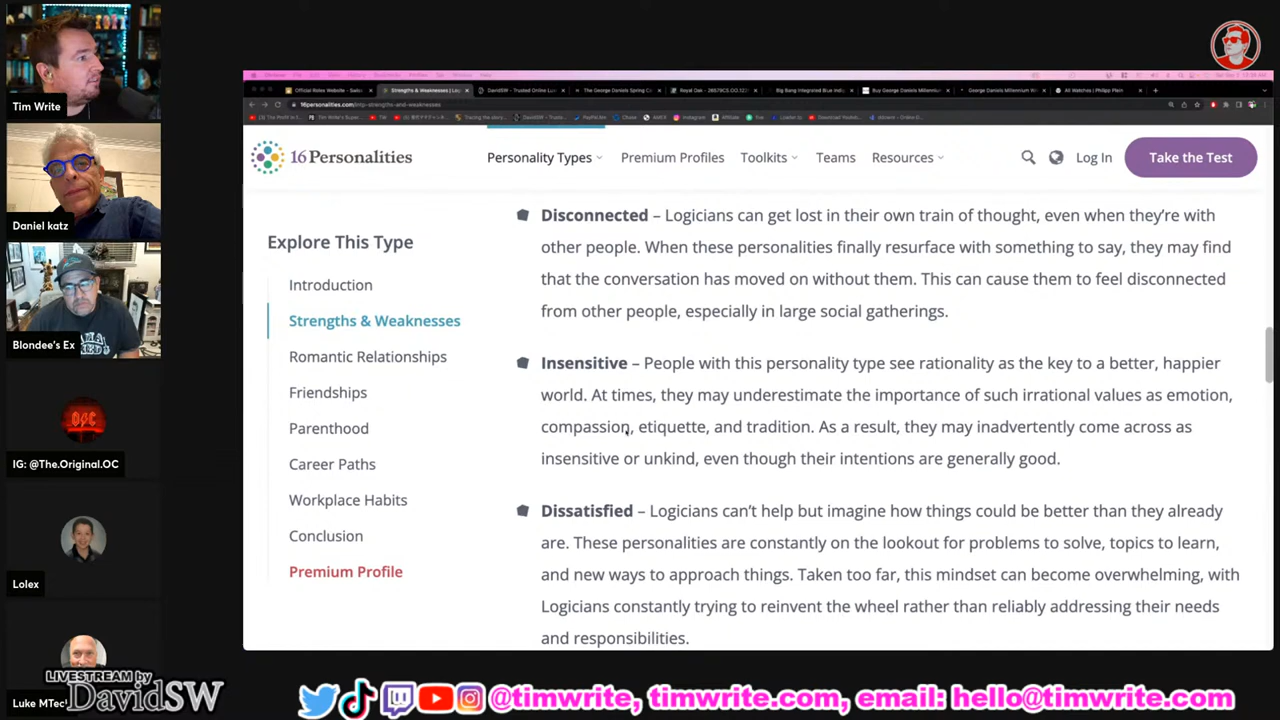 Tim Write
Daniel katz
Blondee's Ex
IG: @The.Original.OC
Lolex
Luke MTec
LIVESTREAM by
DavidSW
16personalities.com/intp-strengths-and-weaknesses
16Personalities
Personality Types
Premium Profiles
Toolkits
Teams
Resources
Log In
Take the Test
Explore This Type
Introduction
Strengths & Weaknesses
Romantic Relationships
Friendships
Parenthood
Career Paths
Workplace Habits
Conclusion
Premium Profile
Disconnected – Logicians can get lost in their own train of thought, even when they're with
other people. When these personalities finally resurface with something to say, they may find
that the conversation has moved on without them. This can cause them to feel disconnected
from other people, especially in large social gatherings.
Insensitive – People with this personality type see rationality as the key to a better, happier
world. At times, they may underestimate the importance of such irrational values as emotion,
compassion, etiquette, and tradition. As a result, they may inadvertently come across as
insensitive or unkind, even though their intentions are generally good.
Dissatisfied – Logicians can't help but imagine how things could be better than they already
are. These personalities are constantly on the lookout for problems to solve, topics to learn,
and new ways to approach things. Taken too far, this mindset can become overwhelming, with
Logicians constantly trying to reinvent the wheel rather than reliably addressing their needs
and responsibilities.
@timwrite, timwrite.com, email: hello@timwrite.com